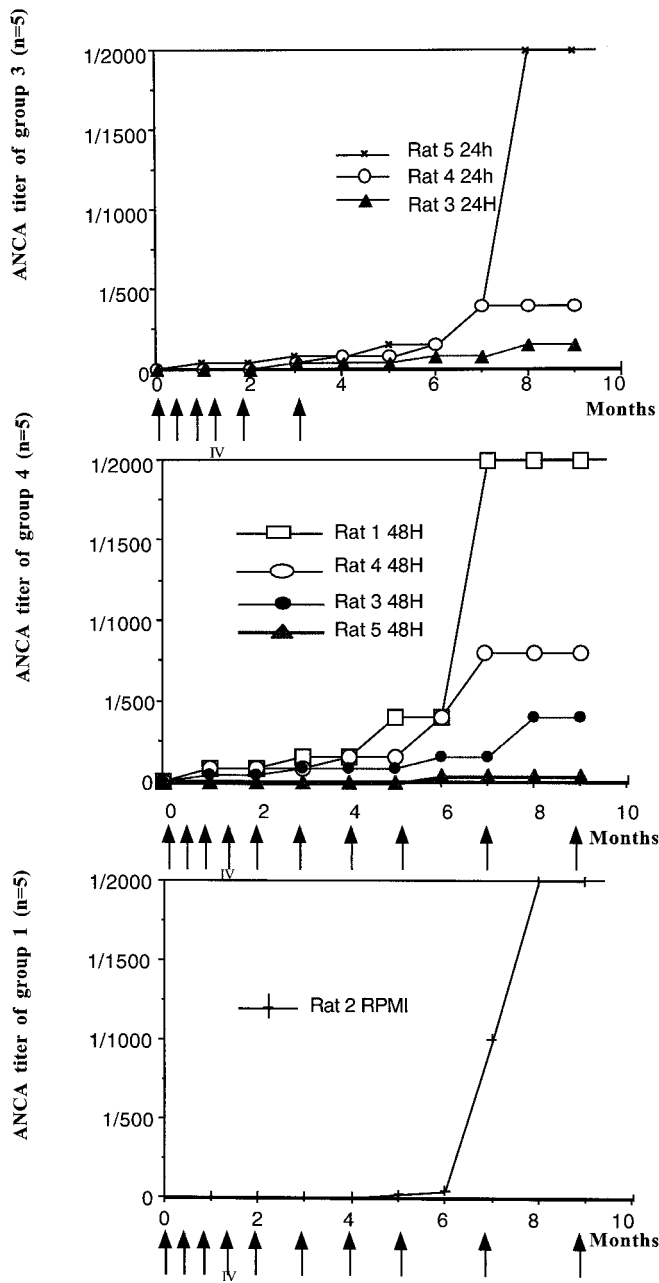 ANCA titer of group 3 (n=5)
1/2000
1/1500
1/1000
1/500
0
Rat 5 24h
Rat 4 24h
Rat 3 24H
0 2 4 6 8 10
Months
IV
ANCA titer of group 4 (n=5)
1/2000
1/1500
1/1000
1/500
0
Rat 1 48H
Rat 4 48H
Rat 3 48H
Rat 5 48H
0 2 4 6 8 10
Months
IV
ANCA titer of group 1 (n=5)
1/2000
1/1500
1/1000
1/500
0
Rat 2 RPMI
0 2 4 6 8 10
Months
IV